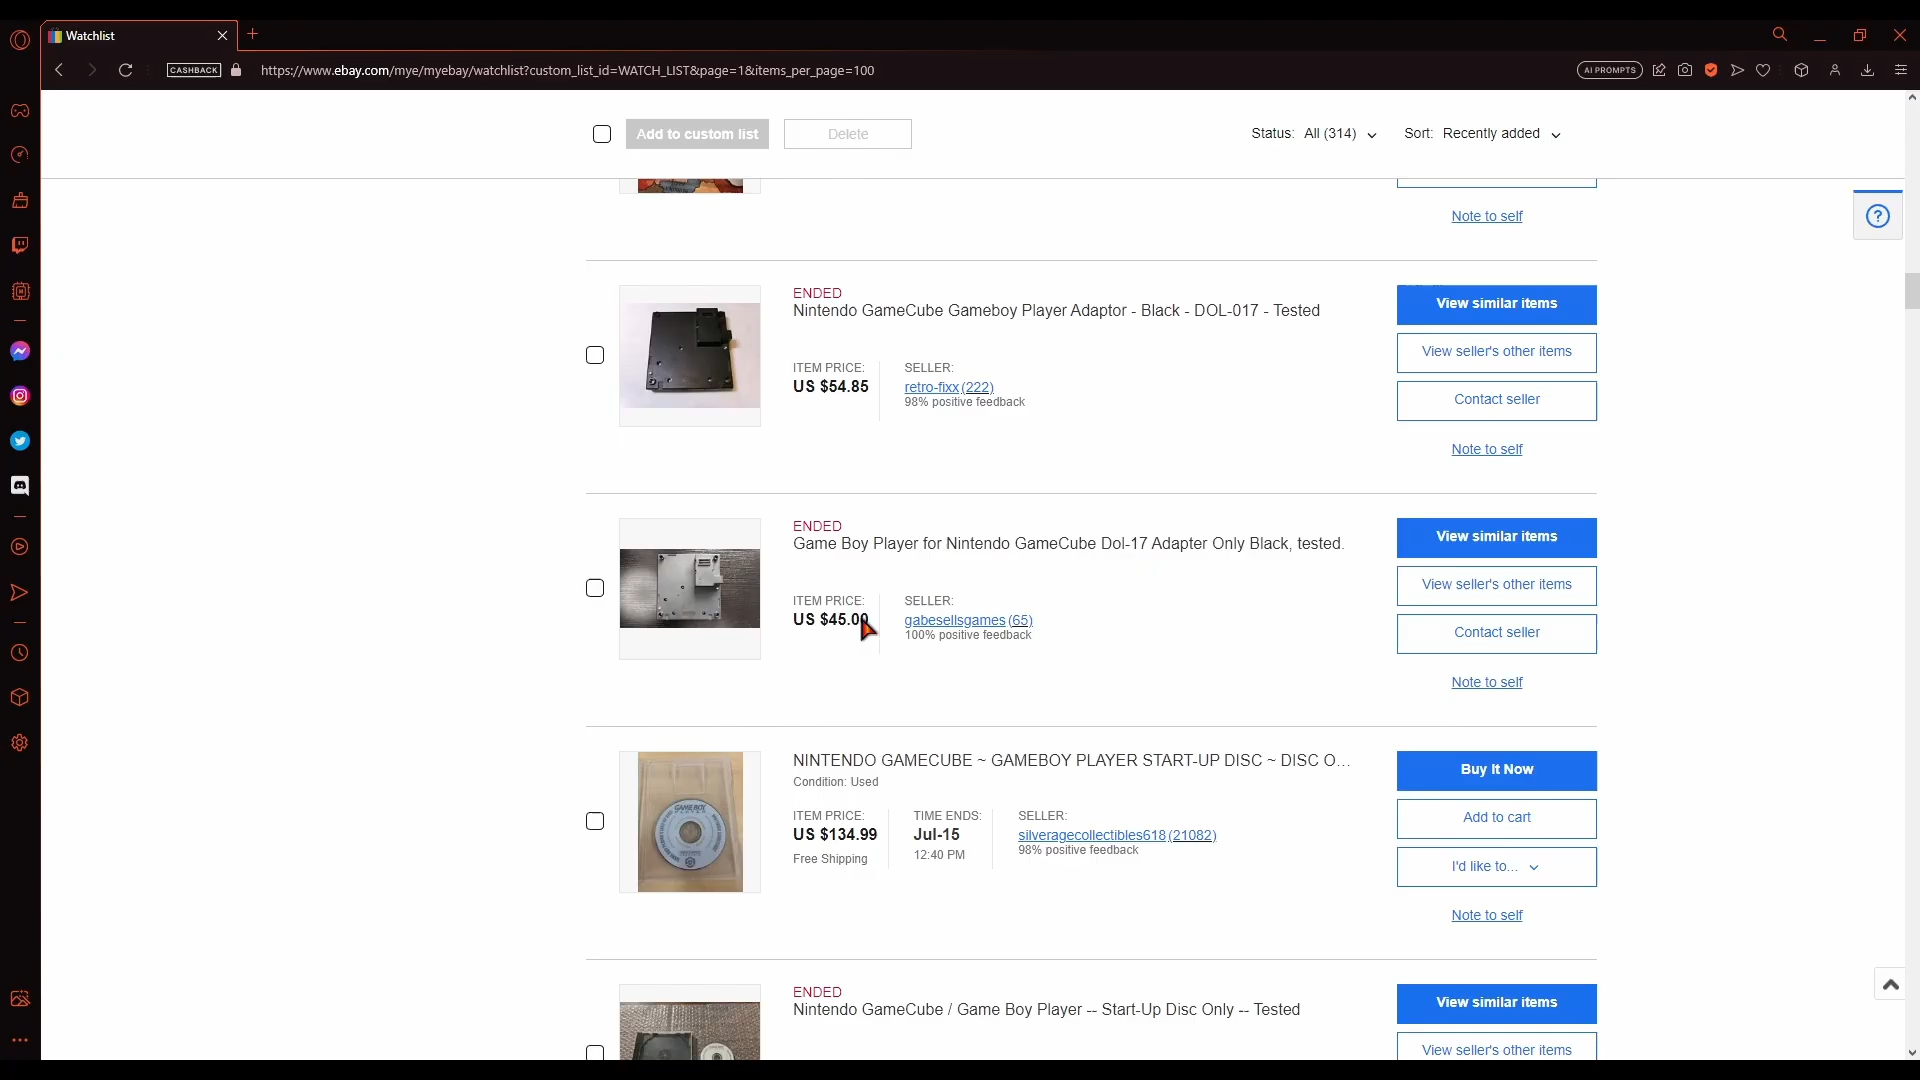 Watchlist
CASHBACK
https://www.ebay.com/mye/myebay/watchlist?custom_list_id=WATCH_LIST&page=1&items_per_page=100
AI PROMPTS
Add to custom list
Delete
Status: All (314)
Sort: Recently added
Note to self
ENDED
Nintendo GameCube Gameboy Player Adaptor - Black - DOL-017 - Tested
ITEM PRICE:
US $54.85
SELLER:
retro-fixx (222)
98% positive feedback
View similar items
View seller's other items
Contact seller
Note to self
ENDED
Game Boy Player for Nintendo GameCube Dol-17 Adapter Only Black, tested.
ITEM PRICE:
US $45.00
SELLER:
gabesellsgames (65)
100% positive feedback
View similar items
View seller's other items
Contact seller
Note to self
NINTENDO GAMECUBE ~ GAMEBOY PLAYER START-UP DISC ~ DISC O...
Condition: Used
ITEM PRICE:
US $134.99
Free Shipping
TIME ENDS:
Jul-15
12:40 PM
SELLER:
silveragecollectibles618 (21082)
98% positive feedback
Buy It Now
Add to cart
I'd like to...
Note to self
GAME BOY
PLAYER
ENDED
Nintendo GameCube / Game Boy Player -- Start-Up Disc Only -- Tested
View similar items
View seller's other items